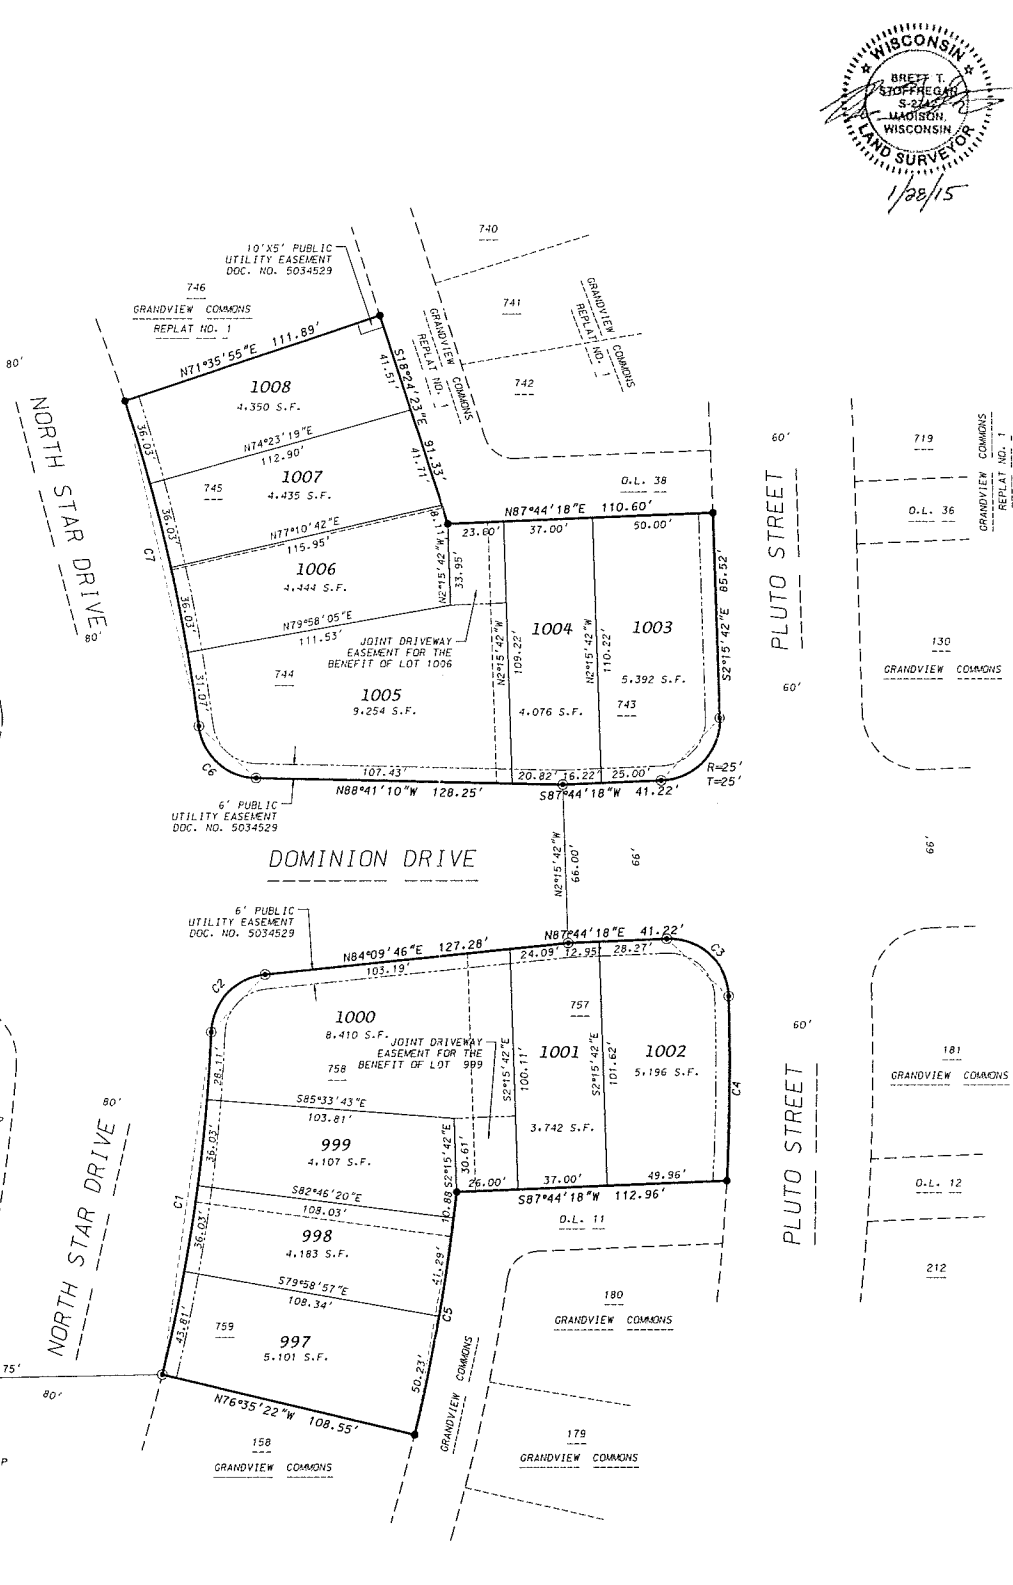 WISCONSIN
BRETT T.
STOFFREGAN
MADISON,
WISCONSIN
LAND SURVEYOR
1/28/15
740
10'X5' PUBLIC
UTILITY EASEMENT
DOC. NO. 5034529
746
GRANDVIEW COMMONS
REPLAT NO. 1
741
GRANDVIEW COMMONS
REPLAT NO. 1
GRANDVIEW COMMONS
REPLAT NO. 1
742
80'
N71°35'55"E 111.89'
S18°24'23"E 91.33'
41.51'
1008
4,350 S.F.
36.03'
N74°23'19"E
112.90'
41.71'
NORTH STAR DRIVE
80'
745
1007
4,435 S.F.
36.03'
C7
N77°10'42"E
115.95'
8.11'
O.L. 38
N87°44'18"E 110.60'
23.60'
37.00'
50.00'
60'
PLUTO STREET
60'
719
GRANDVIEW COMMONS
REPLAT NO. 1
O.L. 36
1006
4,444 S.F.
N2°15'42"W
33.95'
36.03'
N79°58'05"E
111.53'
JOINT DRIVEWAY
EASEMENT FOR THE
BENEFIT OF LOT 1006
N2°15'42"W
109.22'
1004
4,076 S.F.
N2°15'42"W
110.22'
1003
5,392 S.F.
743
S2°15'42"E 85.52'
130
GRANDVIEW COMMONS
744
31.07'
1005
9,254 S.F.
C6
107.43'
N88°41'10"W 128.25'
20.82'
16.22'
25.00'
S87°44'18"W 41.22'
R=25'
T=25'
6' PUBLIC
UTILITY EASEMENT
DOC. NO. 5034529
DOMINION DRIVE
N2°15'42"W
66.00'
66'
66'
6' PUBLIC
UTILITY EASEMENT
DOC. NO. 5034529
N84°09'46"E 127.28'
103.19'
N87°44'18"E 41.22'
24.09'
12.95'
28.27'
C3
C2
1000
8,410 S.F.
JOINT DRIVEWAY
EASEMENT FOR THE
BENEFIT OF LOT 999
758
28.11'
757
S2°15'42"E
100.11'
1001
3,742 S.F.
S2°15'42"E
101.62'
1002
5,196 S.F.
C4
60'
PLUTO STREET
181
GRANDVIEW COMMONS
80'
S85°33'43"E
103.81'
999
4,107 S.F.
36.03'
S2°15'42"E
30.61'
S82°46'20"E
108.03'
10.88
26.00'
37.00'
49.96'
S87°44'18"W 112.96'
O.L. 11
O.L. 12
C1
NORTH STAR DRIVE
998
4,183 S.F.
36.03'
41.29'
S79°58'57"E
108.34'
C5
212
759
997
5,101 S.F.
43.81'
50.23'
180
GRANDVIEW COMMONS
GRANDVIEW COMMONS
75'
80'
N76°35'22"W 108.55'
158
GRANDVIEW COMMONS
179
GRANDVIEW COMMONS
P